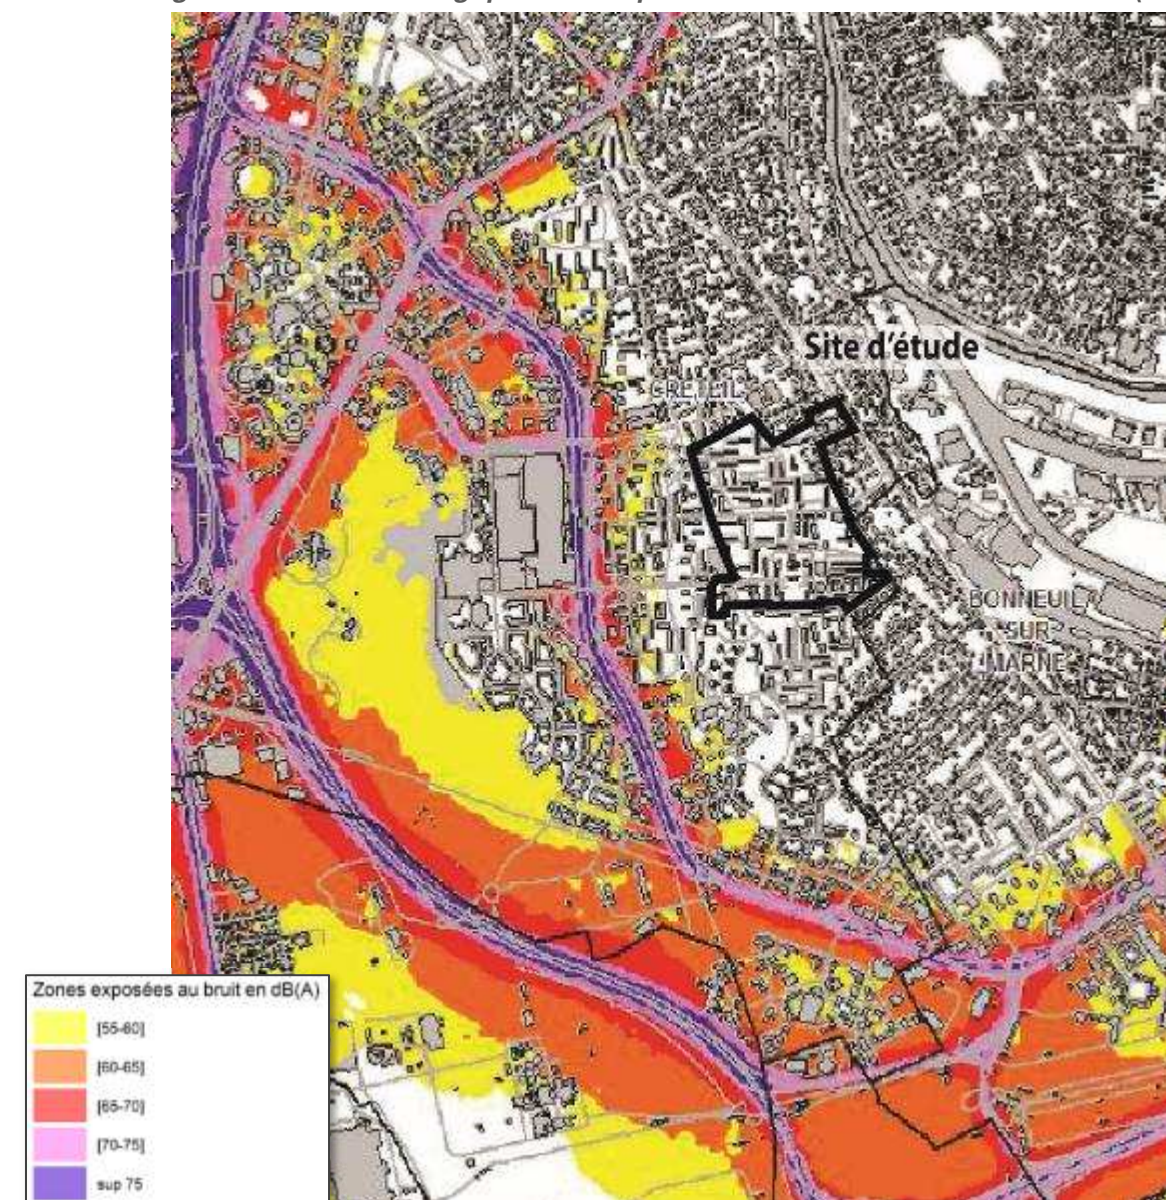 Site d'étude
CRETEIL
BONNEUIL
SUR
MARNE
Zones exposées au bruit en dB(A)
[55-60]
[60-65]
[65-70]
[70-75]
sup 75